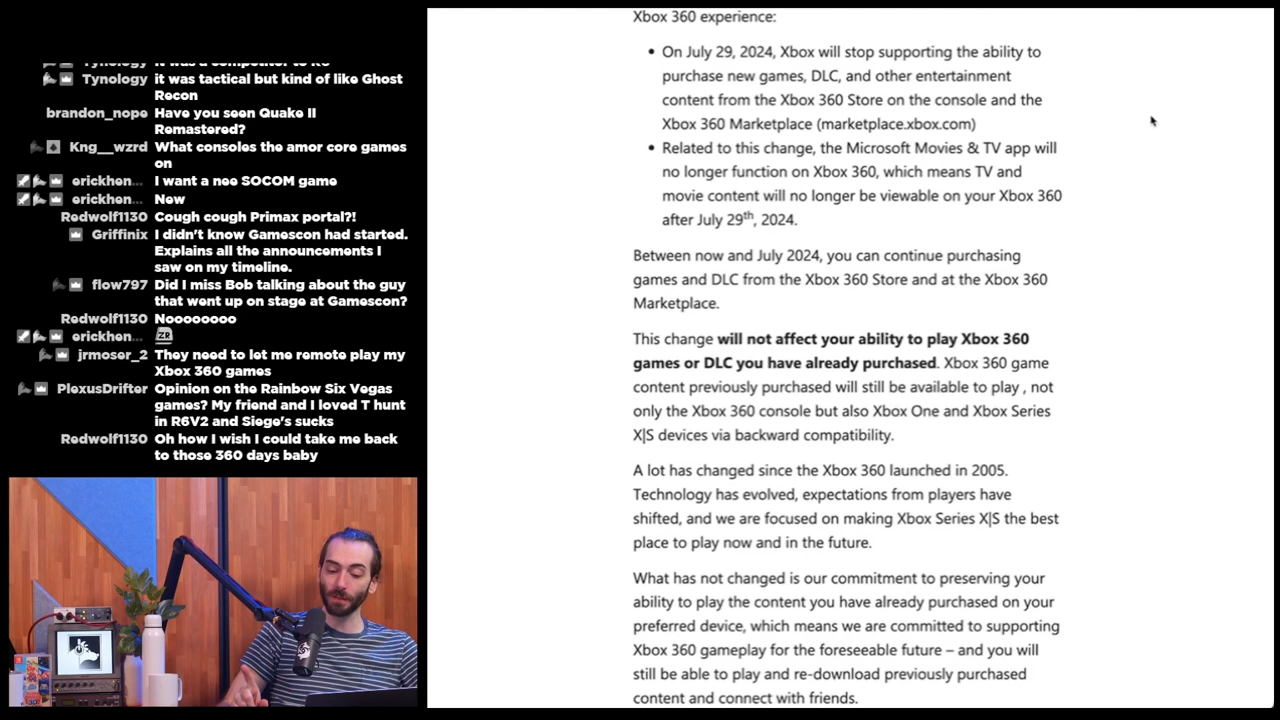 Tynology It was a competitor to R6
Tynology it was tactical but kind of like Ghost
Recon
brandon_nope Have you seen Quake II
Remastered?
Kng__wzrd What consoles the amor core games
on
erickhen... I want a nee SOCOM game
erickhen... New
Redwolf1130 Cough cough Primax portal?!
Griffinix I didn't know Gamescon had started.
Explains all the announcements I
saw on my timeline.
flow797 Did I miss Bob talking about the guy
that went up on stage at Gamescon?
Redwolf1130 Noooooooo
erickhen... ZR
jrmoser_2 They need to let me remote play my
Xbox 360 games
PlexusDrifter Opinion on the Rainbow Six Vegas
games? My friend and I loved T hunt
in R6V2 and Siege's sucks
Redwolf1130 Oh how I wish I could take me back
to those 360 days baby
Xbox 360 experience:
• On July 29, 2024, Xbox will stop supporting the ability to
purchase new games, DLC, and other entertainment
content from the Xbox 360 Store on the console and the
Xbox 360 Marketplace (marketplace.xbox.com)
• Related to this change, the Microsoft Movies & TV app will
no longer function on Xbox 360, which means TV and
movie content will no longer be viewable on your Xbox 360
after July 29th, 2024.
Between now and July 2024, you can continue purchasing
games and DLC from the Xbox 360 Store and at the Xbox 360
Marketplace.
This change will not affect your ability to play Xbox 360
games or DLC you have already purchased. Xbox 360 game
content previously purchased will still be available to play , not
only the Xbox 360 console but also Xbox One and Xbox Series
X|S devices via backward compatibility.
A lot has changed since the Xbox 360 launched in 2005.
Technology has evolved, expectations from players have
shifted, and we are focused on making Xbox Series X|S the best
place to play now and in the future.
What has not changed is our commitment to preserving your
ability to play the content you have already purchased on your
preferred device, which means we are committed to supporting
Xbox 360 gameplay for the foreseeable future – and you will
still be able to play and re-download previously purchased
content and connect with friends.